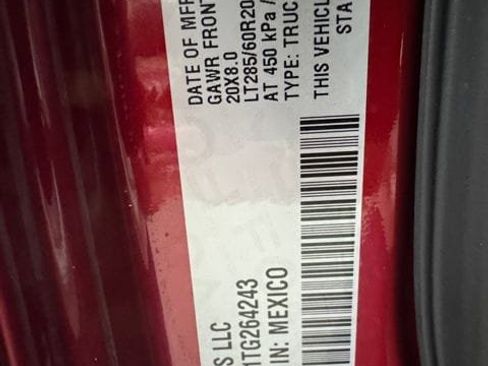 DATE OF MFR
GAWR FRONT
20X8.0
LT285/60R20
AT 450 kPa /
TYPE: TRUC
THIS VEHICL
STA
S LLC
1TG264243
IN: MEXICO